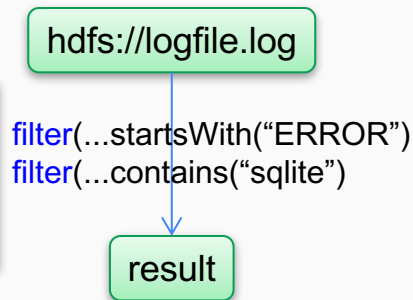 hdfs://logfile.log
filter(...startsWith(“ERROR”)
filter(...contains(“sqlite”)
result